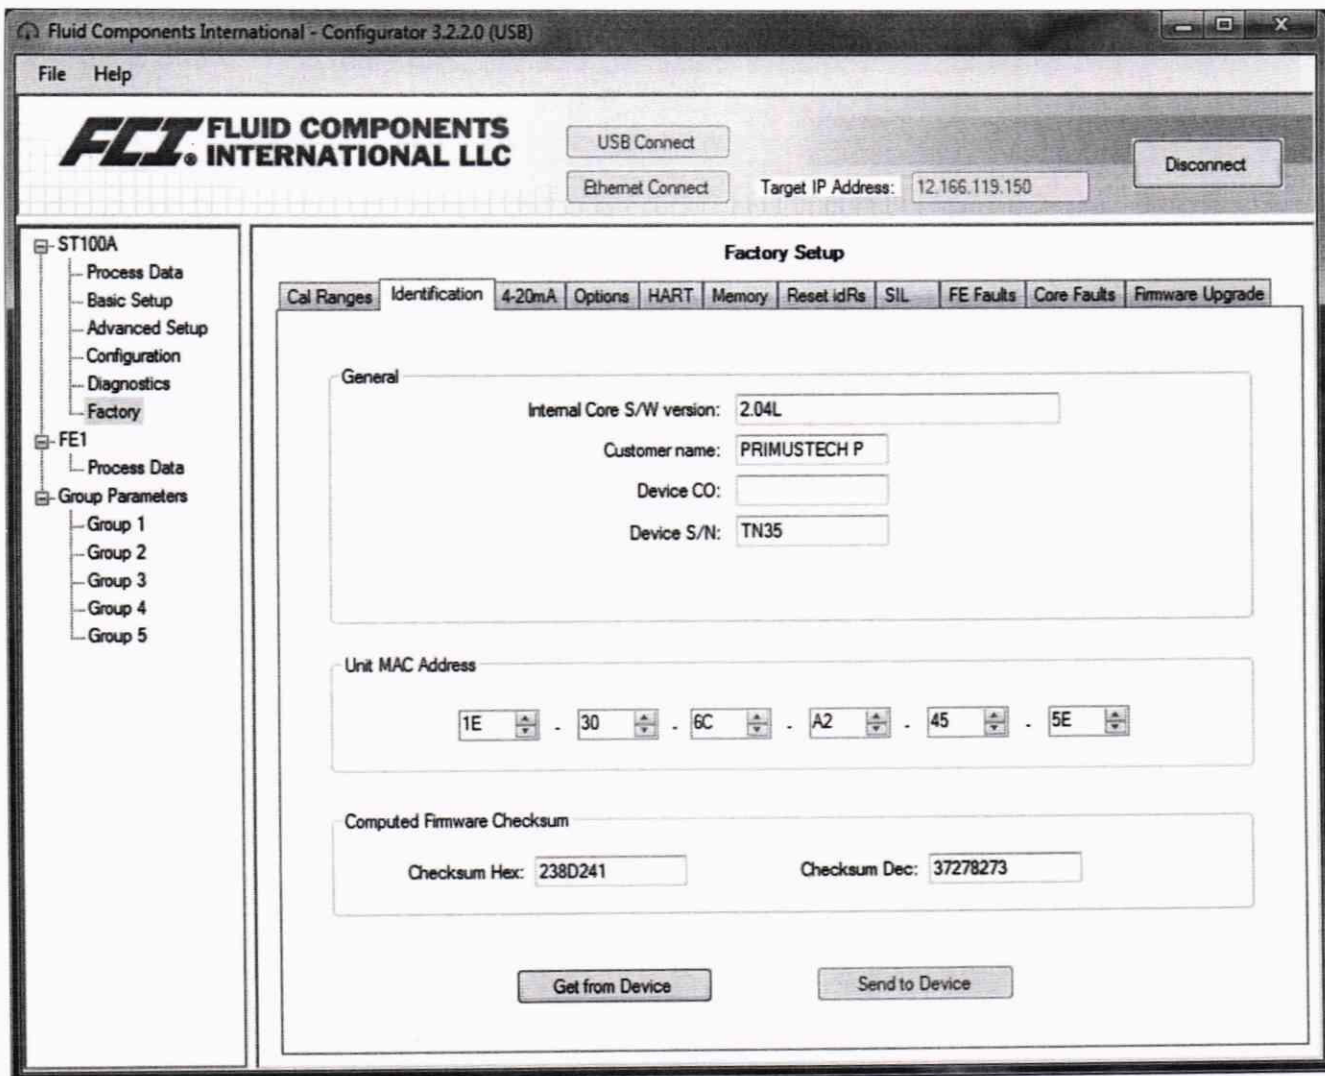 Fluid Components International - Configurator 3.2.2.0 (USB)
File Help
FCI. FLUID COMPONENTS
® INTERNATIONAL LLC
USB Connect
Ethernet Connect
Target IP Address: 12.166.119.150
Disconnect
ST100A
Process Data
Basic Setup
Advanced Setup
Configuration
Diagnostics
Factory
FE1
Process Data
Group Parameters
Group 1
Group 2
Group 3
Group 4
Group 5
Factory Setup
Cal Ranges Identification 4-20mA Options HART Memory Reset idRs SIL FE Faults Core Faults Firmware Upgrade
General
Internal Core S/W version: 2.04L
Customer name: PRIMUSTECH P
Device CO:
Device S/N: TN35
Unit MAC Address
1E - 30 - 6C - A2 - 45 - 5E
Computed Firmware Checksum
Checksum Hex: 238D241 Checksum Dec: 37278273
Get from Device Send to Device